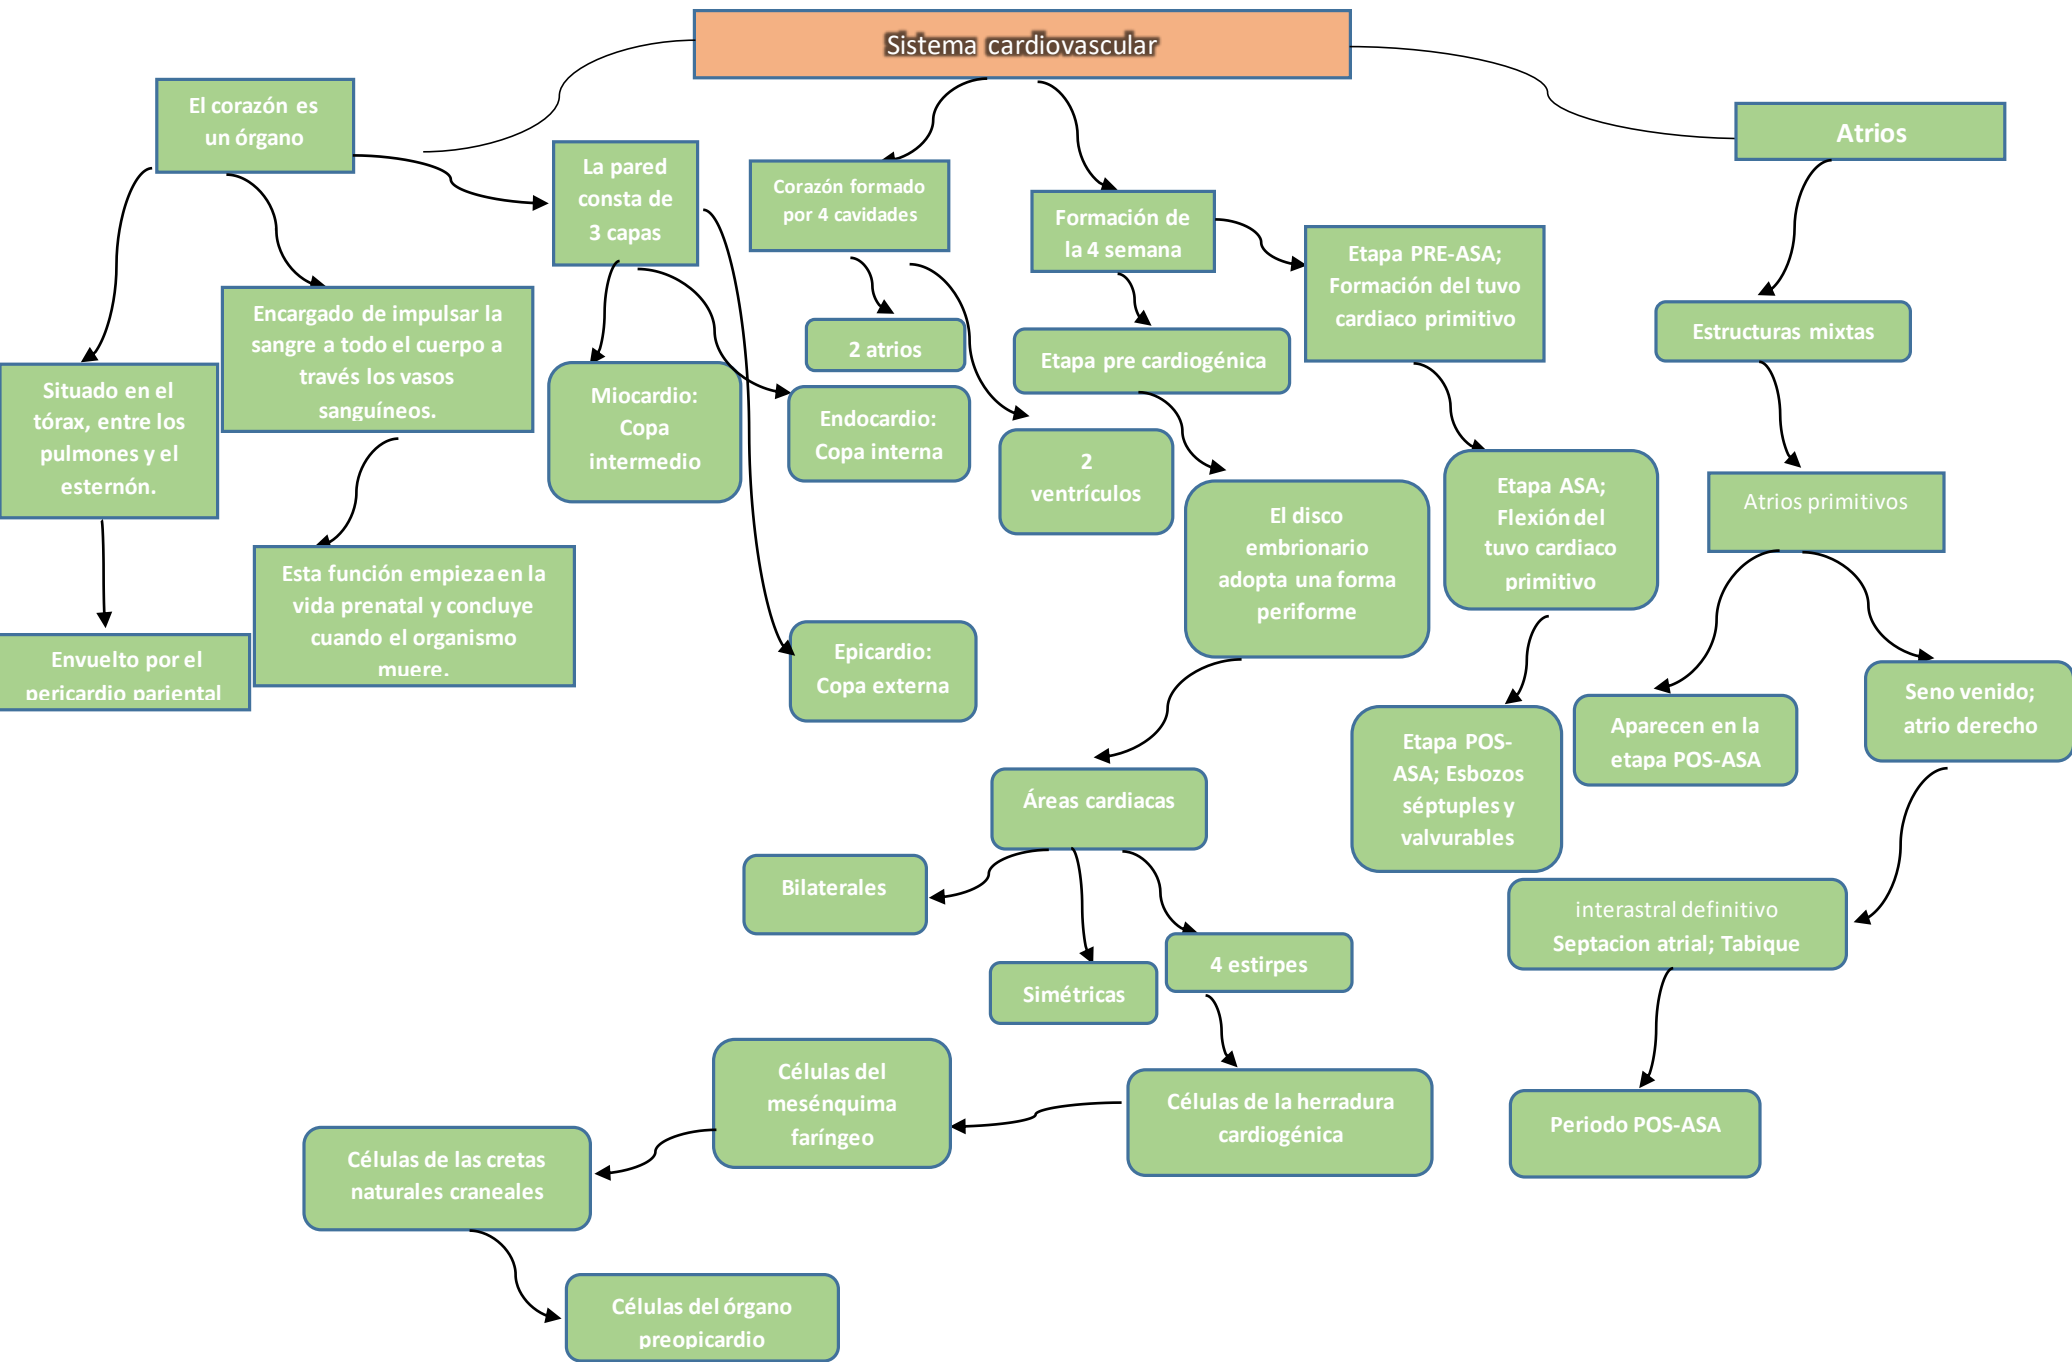 Sistema cardiovascular
El corazón es
un órgano
Atrios
La pared
consta de
3 capas
Corazón formado
por 4 cavidades
Formación de
la 4 semana
Etapa PRE-ASA;
Formación del tuvo
cardiaco primitivo
Encargado de impulsar la
sangre a todo el cuerpo a
través los vasos
sanguíneos.
2 atrios
Etapa pre cardiogénica
Estructuras mixtas
Situado en el
tórax, entre los
pulmones y el
esternón.
Miocardio:
Copa
intermedio
Endocardio:
Copa interna
2
ventrículos
El disco
embrionario
adopta una forma
periforme
Etapa ASA;
Flexión del
tuvo cardiaco
primitivo
Atrios primitivos
Esta función empieza en la
vida prenatal y concluye
cuando el organismo
muere.
Envuelto por el
pericardio pariental
Epicardio:
Copa externa
Etapa POS-
ASA; Esbozos
séptuples y
valvurables
Aparecen en la
etapa POS-ASA
Seno venido;
atrio derecho
Áreas cardiacas
Bilaterales
Simétricas
4 estirpes
interastral definitivo
Septacion atrial; Tabique
Células del
mesénquima
faríngeo
Células de la herradura
cardiogénica
Periodo POS-ASA
Células de las cretas
naturales craneales
Células del órgano
preopicardio